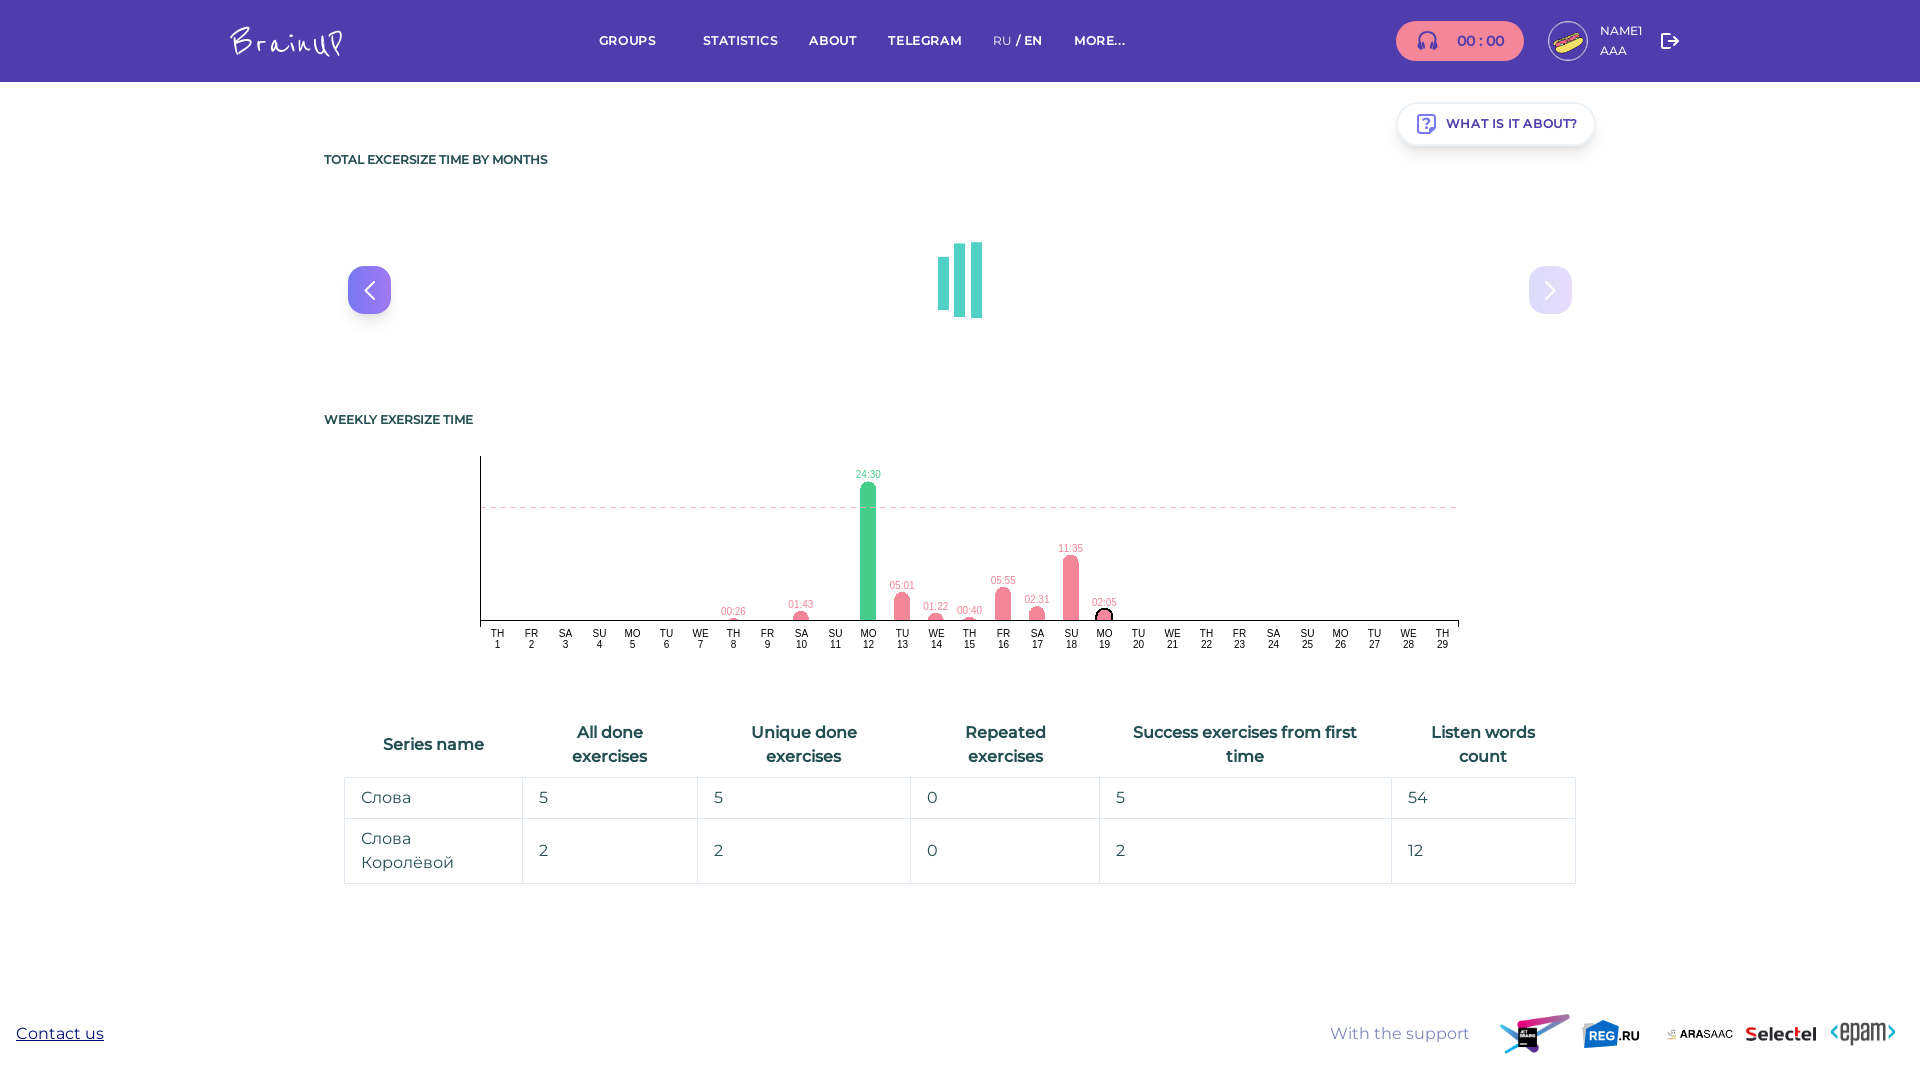 BrainUP
GROUPS STATISTICS ABOUT TELEGRAM RU / EN MORE...
00 : 00
NAME1
AAA
WHAT IS IT ABOUT?
TOTAL EXCERSIZE TIME BY MONTHS
WEEKLY EXERSIZE TIME
24:30
11:35
05:55
05:01
02:31
02:05
01:43
01:22
00:40
00:26
TH FR SA SU MO TU WE TH FR SA SU MO TU WE TH FR SA SU MO TU WE TH FR SA SU MO TU WE TH
1 2 3 4 5 6 7 8 9 10 11 12 13 14 15 16 17 18 19 20 21 22 23 24 25 26 27 28 29
Series name
All done
exercises
Unique done
exercises
Repeated
exercises
Success exercises from first
time
Listen words
count
Слова 5 5 0 5 54
Слова
Королёвой
2 2 0 2 12
Contact us
With the support
REG.RU
ARASAAC
Selectel
<epam>